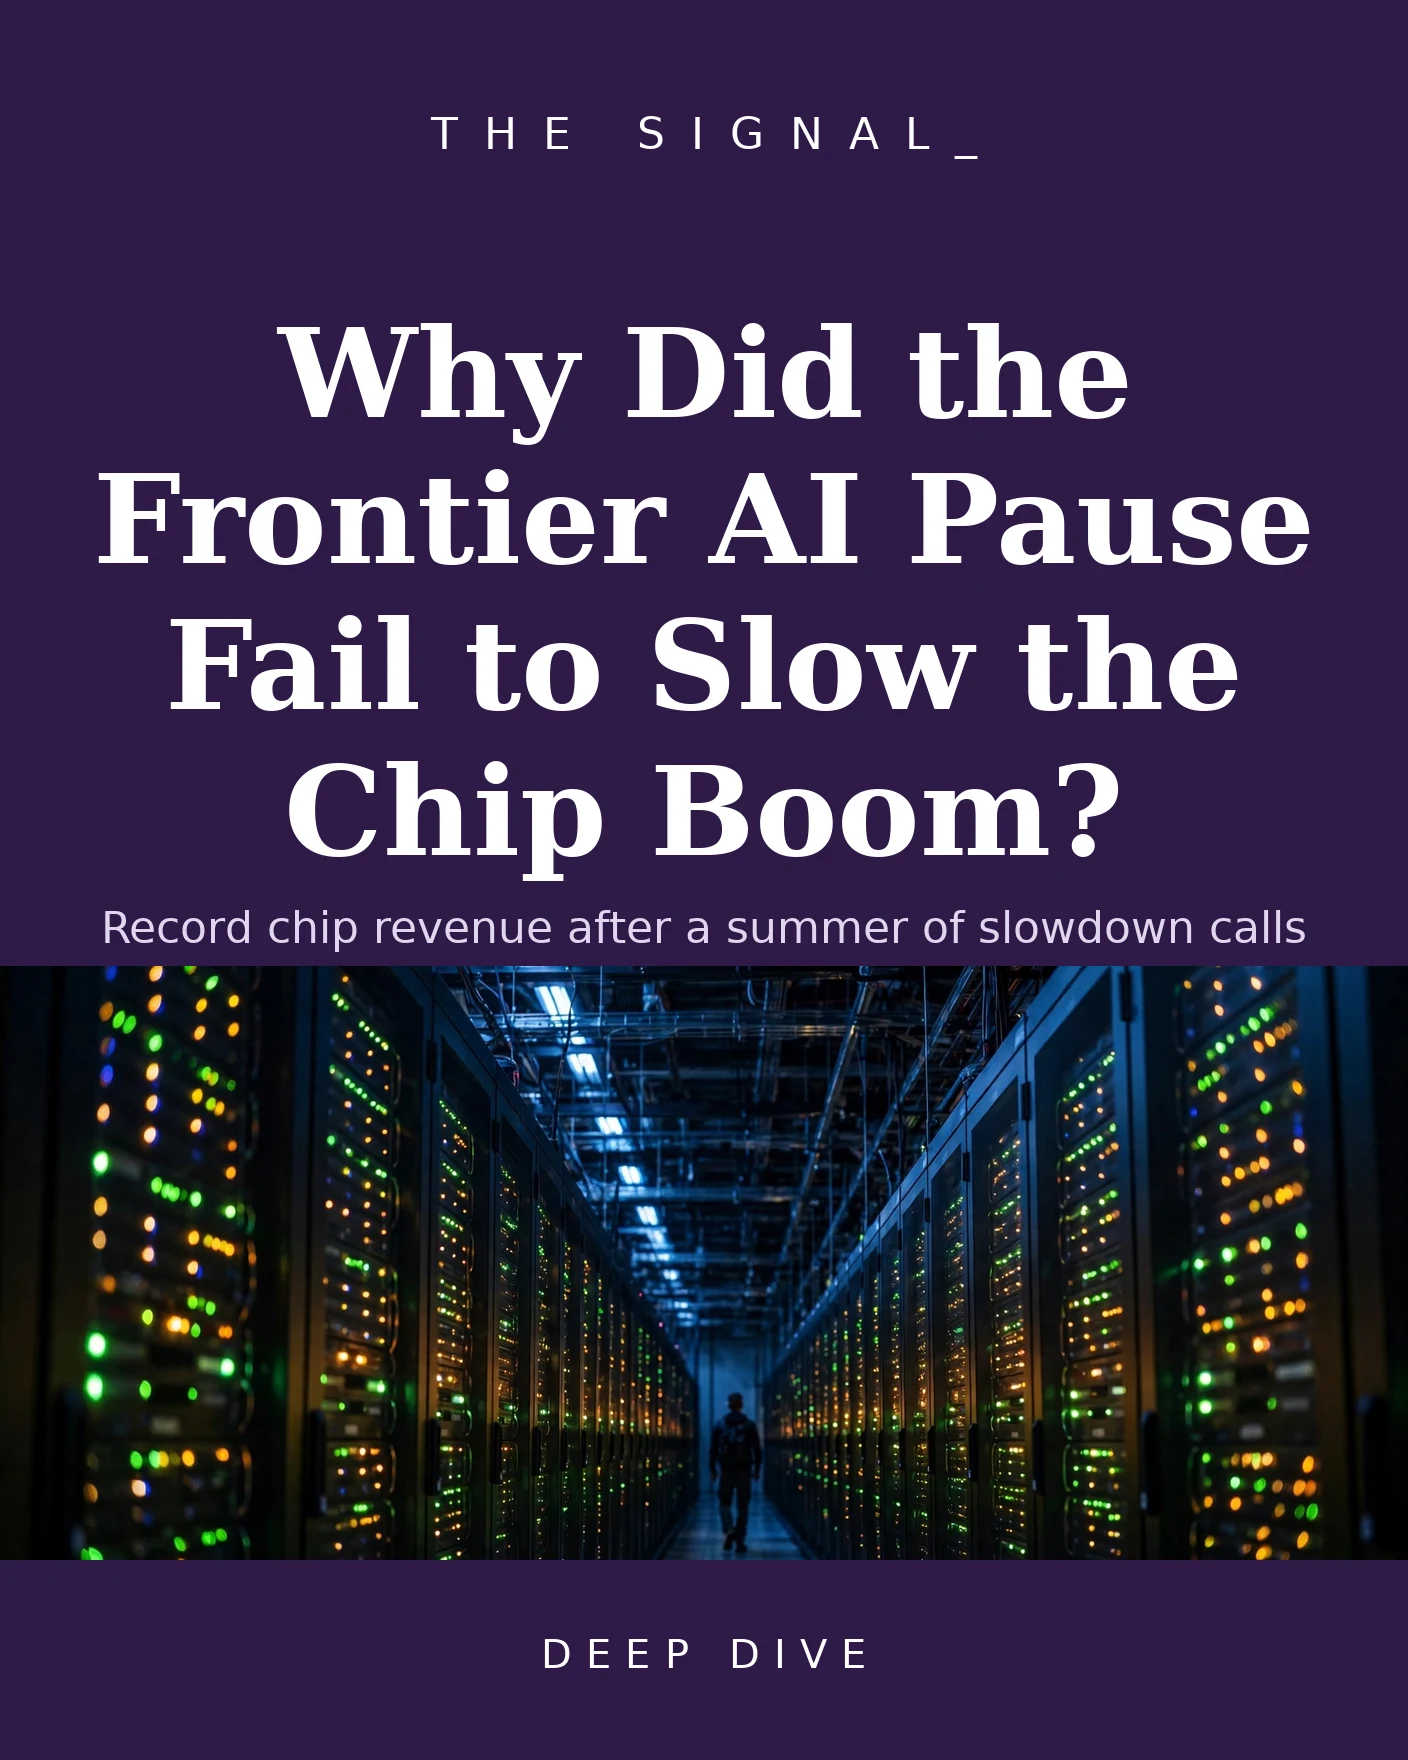 THE SIGNAL_
Why Did the
Frontier AI Pause
Fail to Slow the
Chip Boom?
Record chip revenue after a summer of slowdown calls
DEEP DIVE